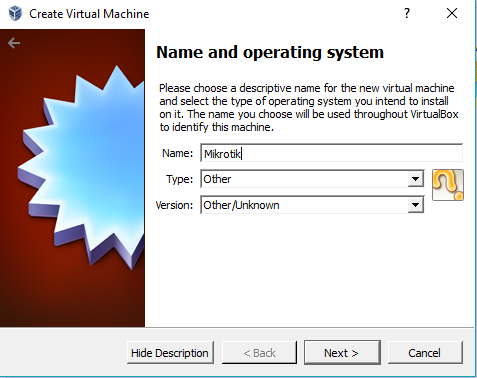 Create Virtual Machine
?
Name and operating system
Please choose a descriptive name for the new virtual machine
and select the type of operating system you intend to install
on it. The name you choose will be used throughout VirtualBox
to identify this machine.
Name: Mikrotik
Type: Other
Version: Other/Unknown
Hide Description < Back Next > Cancel